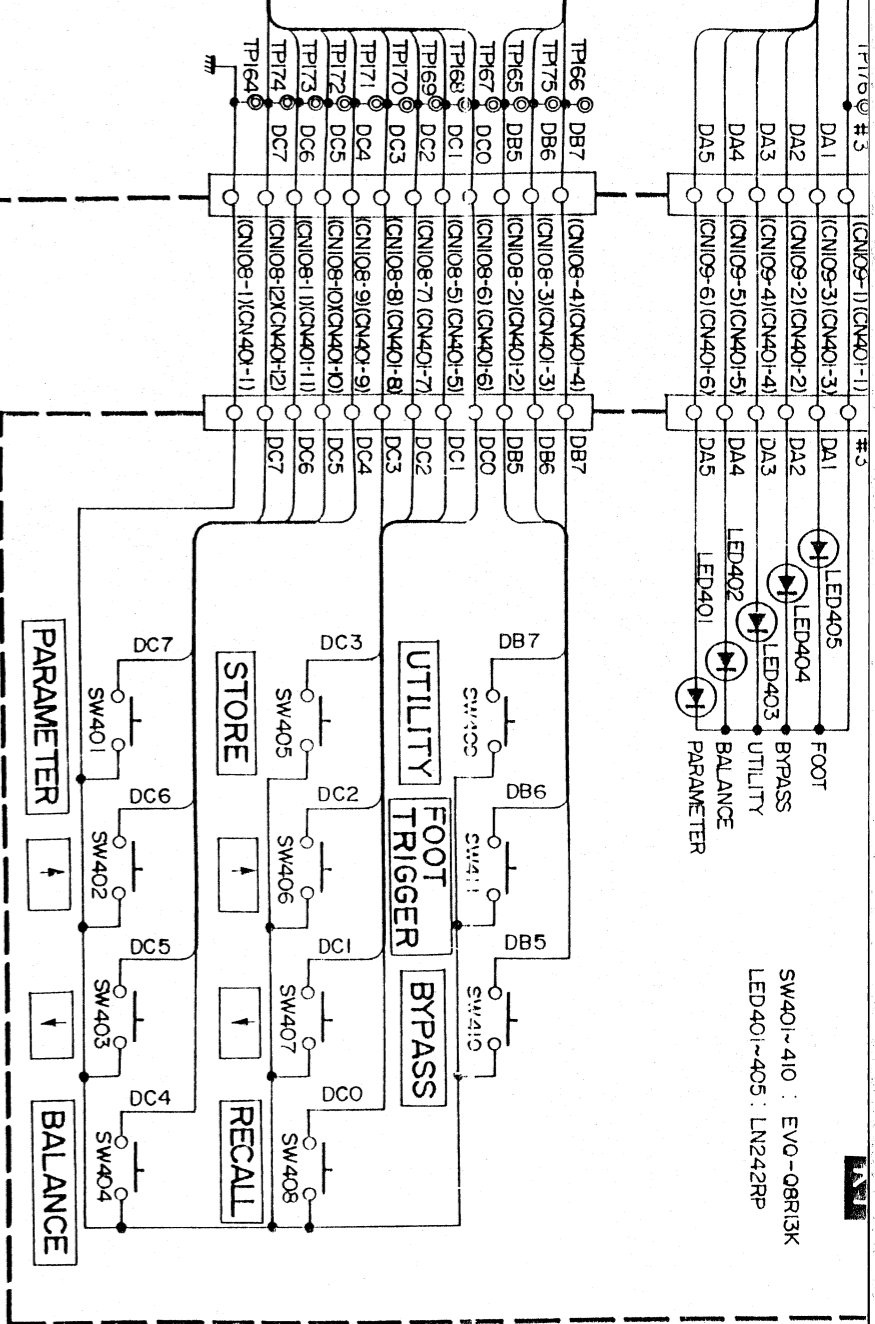 TP164
TP174
TP173
TP172
TP171
TP170
TP169
TP168
TP167
TP165
TP175
TP166
TP176
DC7
DC6
DC5
DC4
DC3
DC2
DC1
DC0
DB5
DB6
DB7
DA5
DA4
DA3
DA2
DA1
#3
(CN108-1)(CN401-1)
(CN108-12)(CN401-12)
(CN108-11)(CN401-11)
(CN108-10)(CN401-10)
(CN108-9)(CN401-9)
(CN108-8)(CN401-8)
(CN108-7)(CN401-7)
(CN108-5)(CN401-5)
(CN108-6)(CN401-6)
(CN108-2)(CN401-2)
(CN108-3)(CN401-3)
(CN108-4)(CN401-4)
(CN109-6)(CN401-6)
(CN109-5)(CN401-5)
(CN109-4)(CN401-4)
(CN109-2)(CN401-2)
(CN109-3)(CN401-3)
(CN109-1)(CN401-1)
DC7
DC6
DC5
DC4
DC3
DC2
DC1
DC0
DB5
DB6
DB7
DA5
DA4
DA3
DA2
DA1
#3
LED401
LED402
LED403
LED404
LED405
PARAMETER
BALANCE
UTILITY
BYPASS
FOOT
DB7
DB6
DB5
SW410
UTILITY
FOOT
TRIGGER
BYPASS
DC3
DC2
DC1
DC0
SW405
SW406
SW407
SW408
STORE
RECALL
DC7
DC6
DC5
DC4
SW401
SW402
SW403
SW404
PARAMETER
BALANCE
SW401~410 : EVQ-Q8R13K
LED401~405 : LN242RP